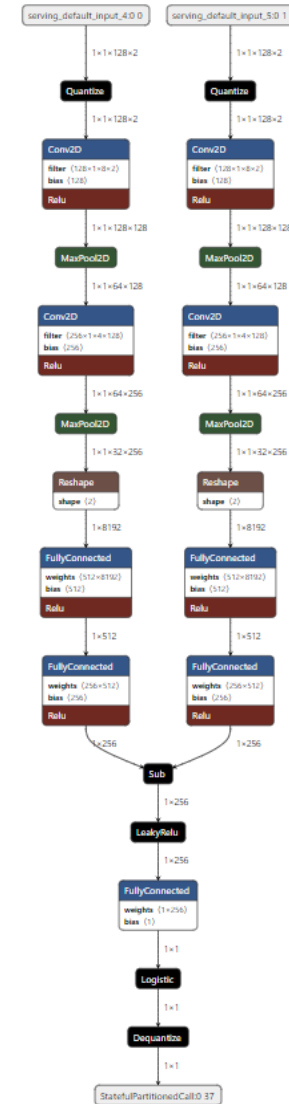 serving_default_input_4:0 0
serving_default_input_5:0 1
1×1×128×2
1×1×128×2
Quantize
Quantize
1×1×128×2
1×1×128×2
Conv2D
filter ⟨128×1×8×2⟩
bias ⟨128⟩
Relu
Conv2D
filter ⟨128×1×8×2⟩
bias ⟨128⟩
Relu
1×1×128×128
1×1×128×128
MaxPool2D
MaxPool2D
1×1×64×128
1×1×64×128
Conv2D
filter ⟨256×1×4×128⟩
bias ⟨256⟩
Relu
Conv2D
filter ⟨256×1×4×128⟩
bias ⟨256⟩
Relu
1×1×64×256
1×1×64×256
MaxPool2D
MaxPool2D
1×1×32×256
1×1×32×256
Reshape
shape ⟨2⟩
Reshape
shape ⟨2⟩
1×8192
1×8192
FullyConnected
weights ⟨512×8192⟩
bias ⟨512⟩
Relu
FullyConnected
weights ⟨512×8192⟩
bias ⟨512⟩
Relu
1×512
1×512
FullyConnected
weights ⟨256×512⟩
bias ⟨256⟩
Relu
FullyConnected
weights ⟨256×512⟩
bias ⟨256⟩
Relu
1×256
1×256
Sub
1×256
LeakyRelu
1×256
FullyConnected
weights ⟨1×256⟩
bias ⟨1⟩
1×1
Logistic
1×1
Dequantize
1×1
StatefulPartitionedCall:0 37